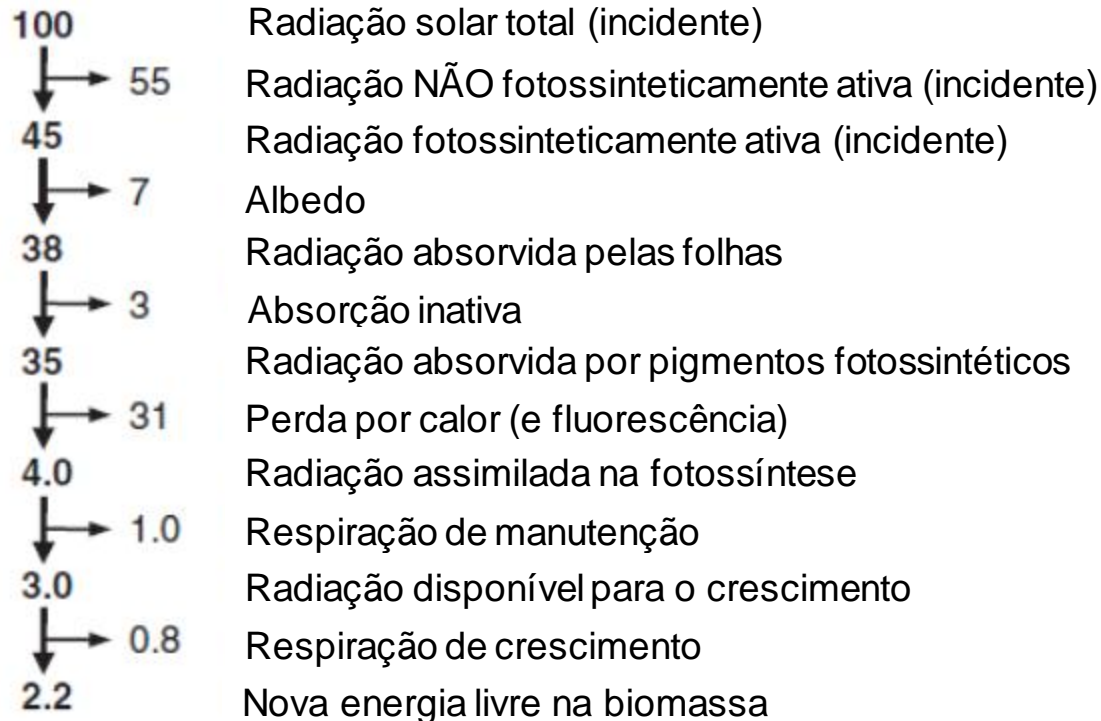 100 Radiação solar total (incidente)
55 Radiação NÃO fotossinteticamente ativa (incidente)
45 Radiação fotossinteticamente ativa (incidente)
7 Albedo
38 Radiação absorvida pelas folhas
3 Absorção inativa
35 Radiação absorvida por pigmentos fotossintéticos
31 Perda por calor (e fluorescência)
4.0 Radiação assimilada na fotossíntese
1.0 Respiração de manutenção
3.0 Radiação disponível para o crescimento
0.8 Respiração de crescimento
2.2 Nova energia livre na biomassa